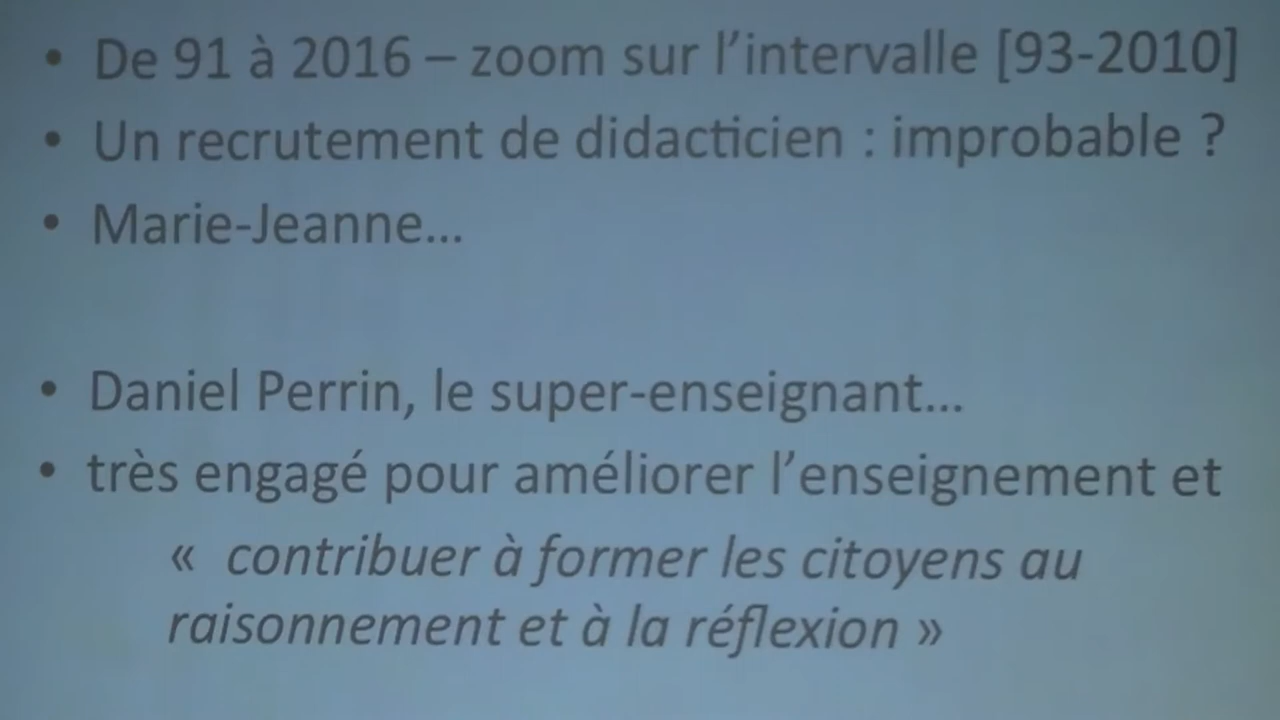 • De 91 à 2016 – zoom sur l’intervalle [93-2010]
• Un recrutement de didacticien : improbable ?
• Marie-Jeanne…
• Daniel Perrin, le super-enseignant…
• très engagé pour améliorer l’enseignement et
«  contribuer à former les citoyens au
raisonnement et à la réflexion »